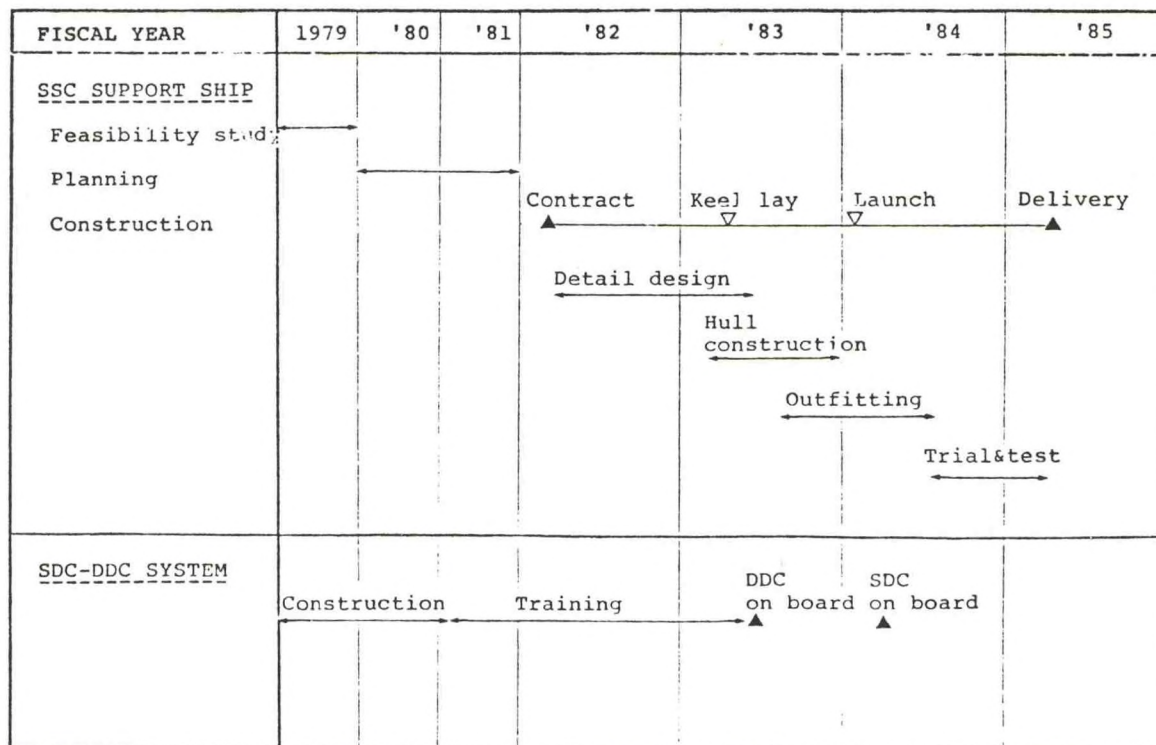 FISCAL YEAR 1979 '80 '81 '82 '83 '84 '85
SSC SUPPORT SHIP
Feasibility study
Planning
Contract Keel lay Launch Delivery
Construction
Detail design
Hull
construction
Outfitting
Trial&test
SDC-DDC SYSTEM
DDC SDC
Construction Training on board on board